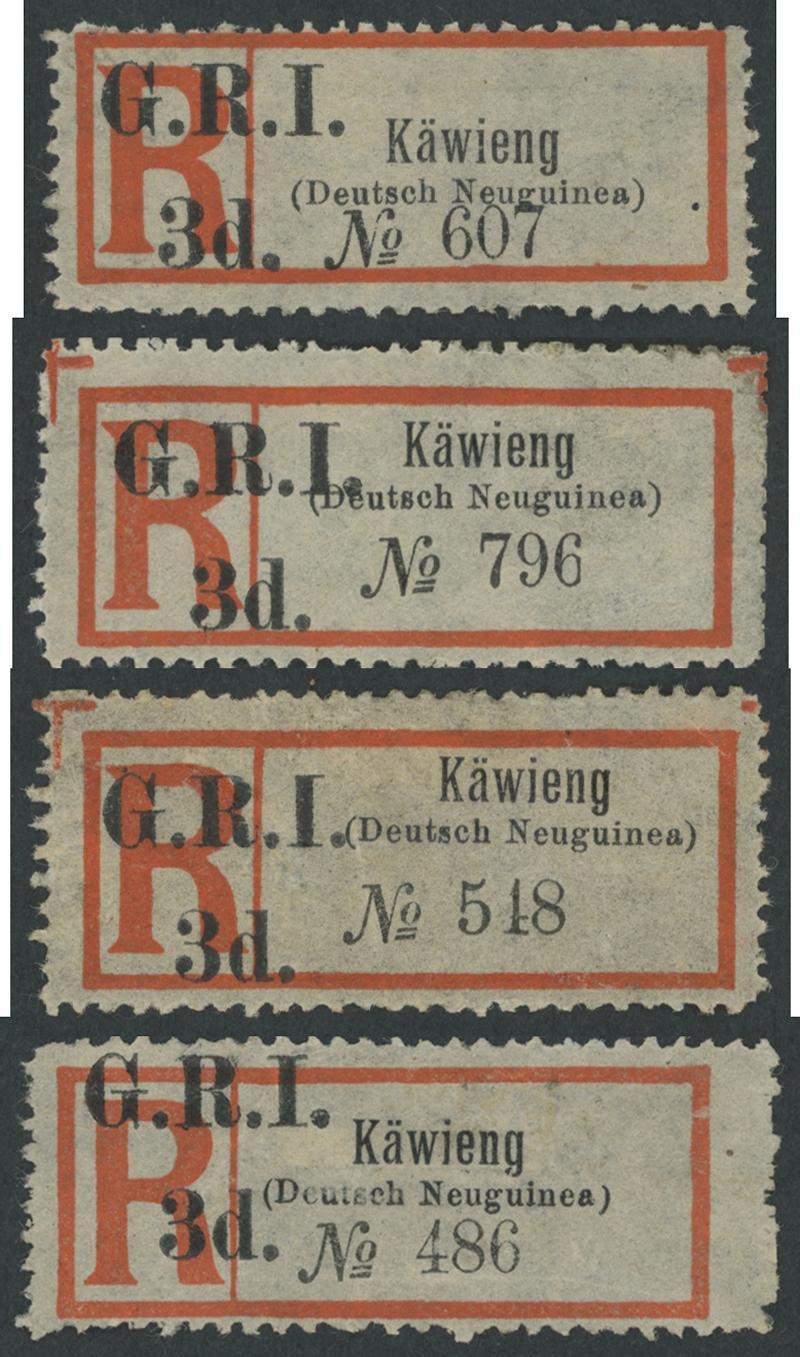 R
G.R.I.
Käwieng
(Deutsch Neuguinea)
3d. № 607
R
G.R.I. Käwieng
(Deutsch Neuguinea)
3d. № 796
R
Käwieng
G.R.I. (Deutsch Neuguinea)
3d. № 548
R
G.R.I.
Käwieng
(Deutsch Neuguinea)
3d. № 486